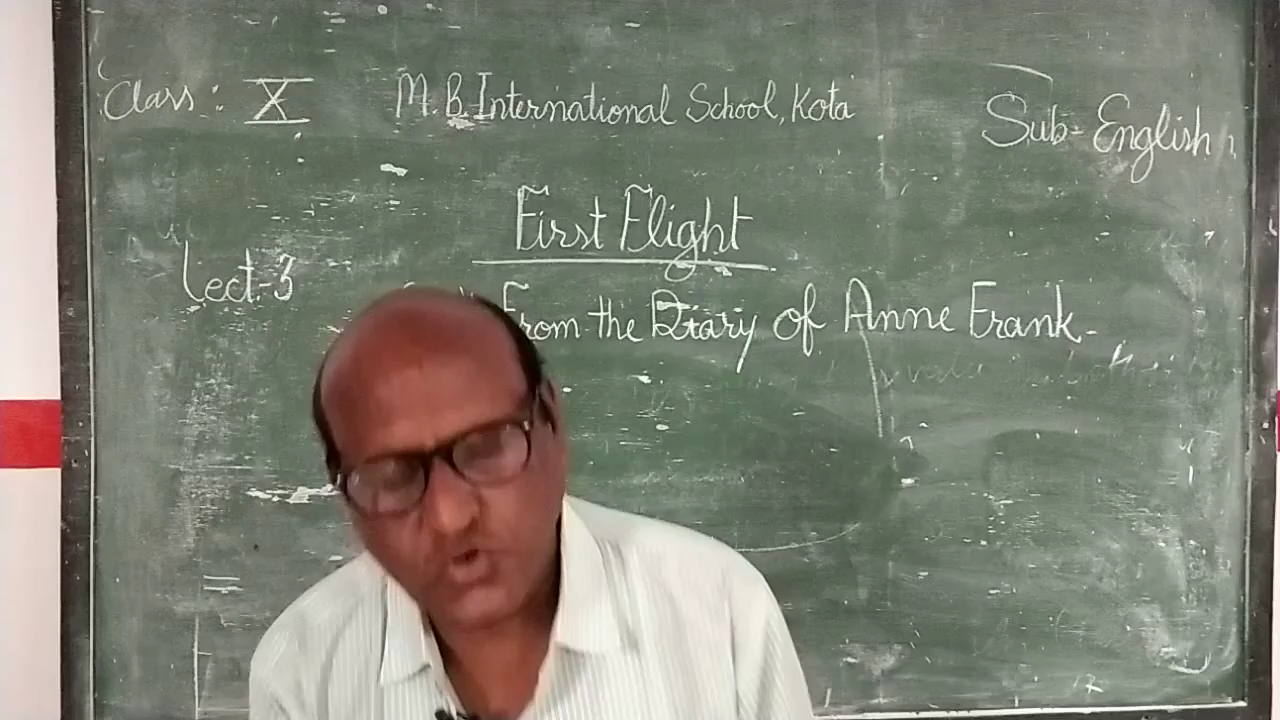 Class: X M.B. International School, Kota Sub- English
First Flight
Lect.-3
From the Diary of Anne Frank.